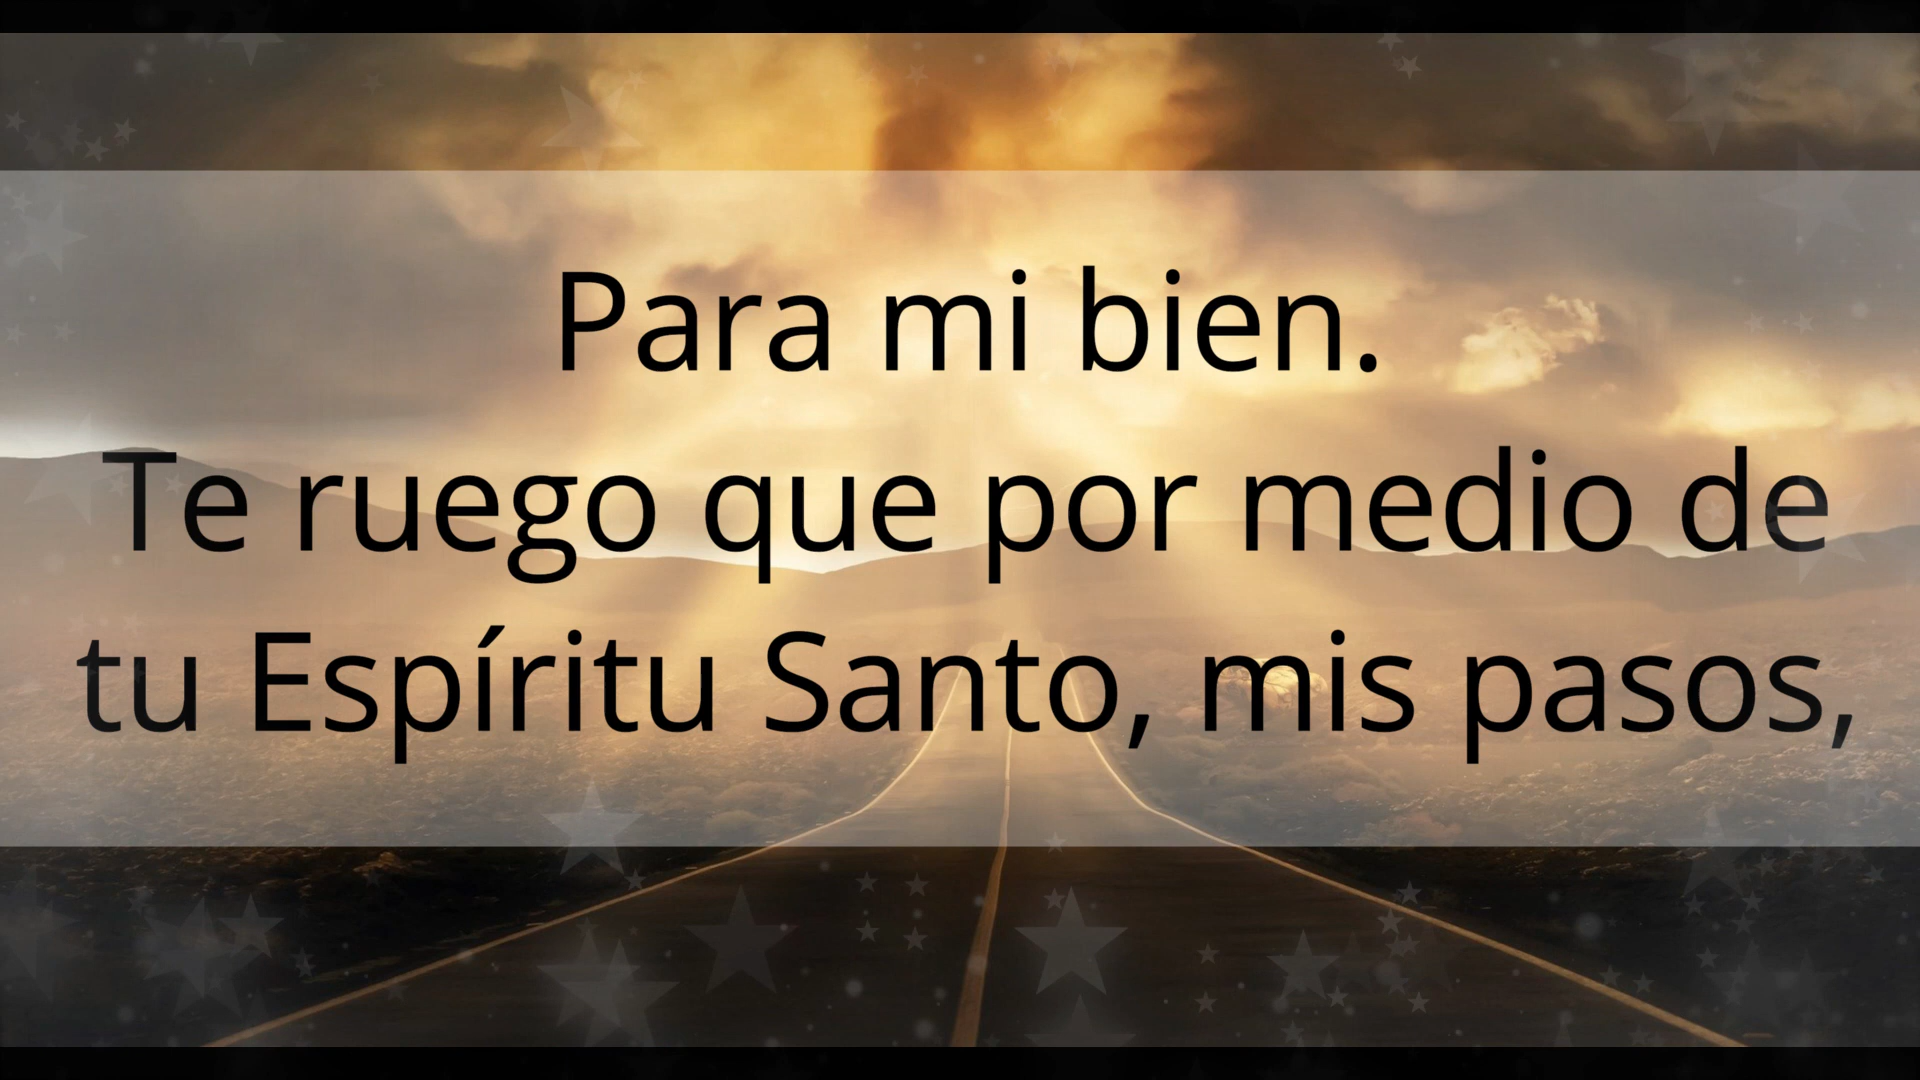 Para mi bien.
Te ruego que por medio de
tu Espíritu Santo, mis pasos,